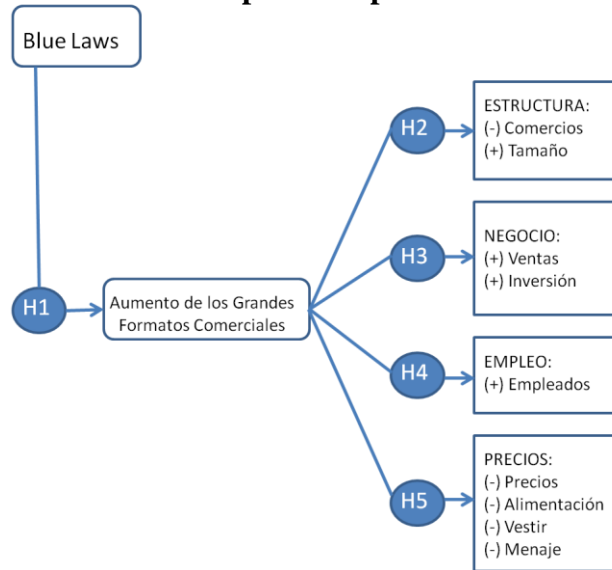 Blue Laws
H1
Aumento de los Grandes
Formatos Comerciales
H2
ESTRUCTURA:
(-) Comercios
(+) Tamaño
H3
NEGOCIO:
(+) Ventas
(+) Inversión
H4
EMPLEO:
(+) Empleados
H5
PRECIOS:
(-) Precios
(-) Alimentación
(-) Vestir
(-) Menaje